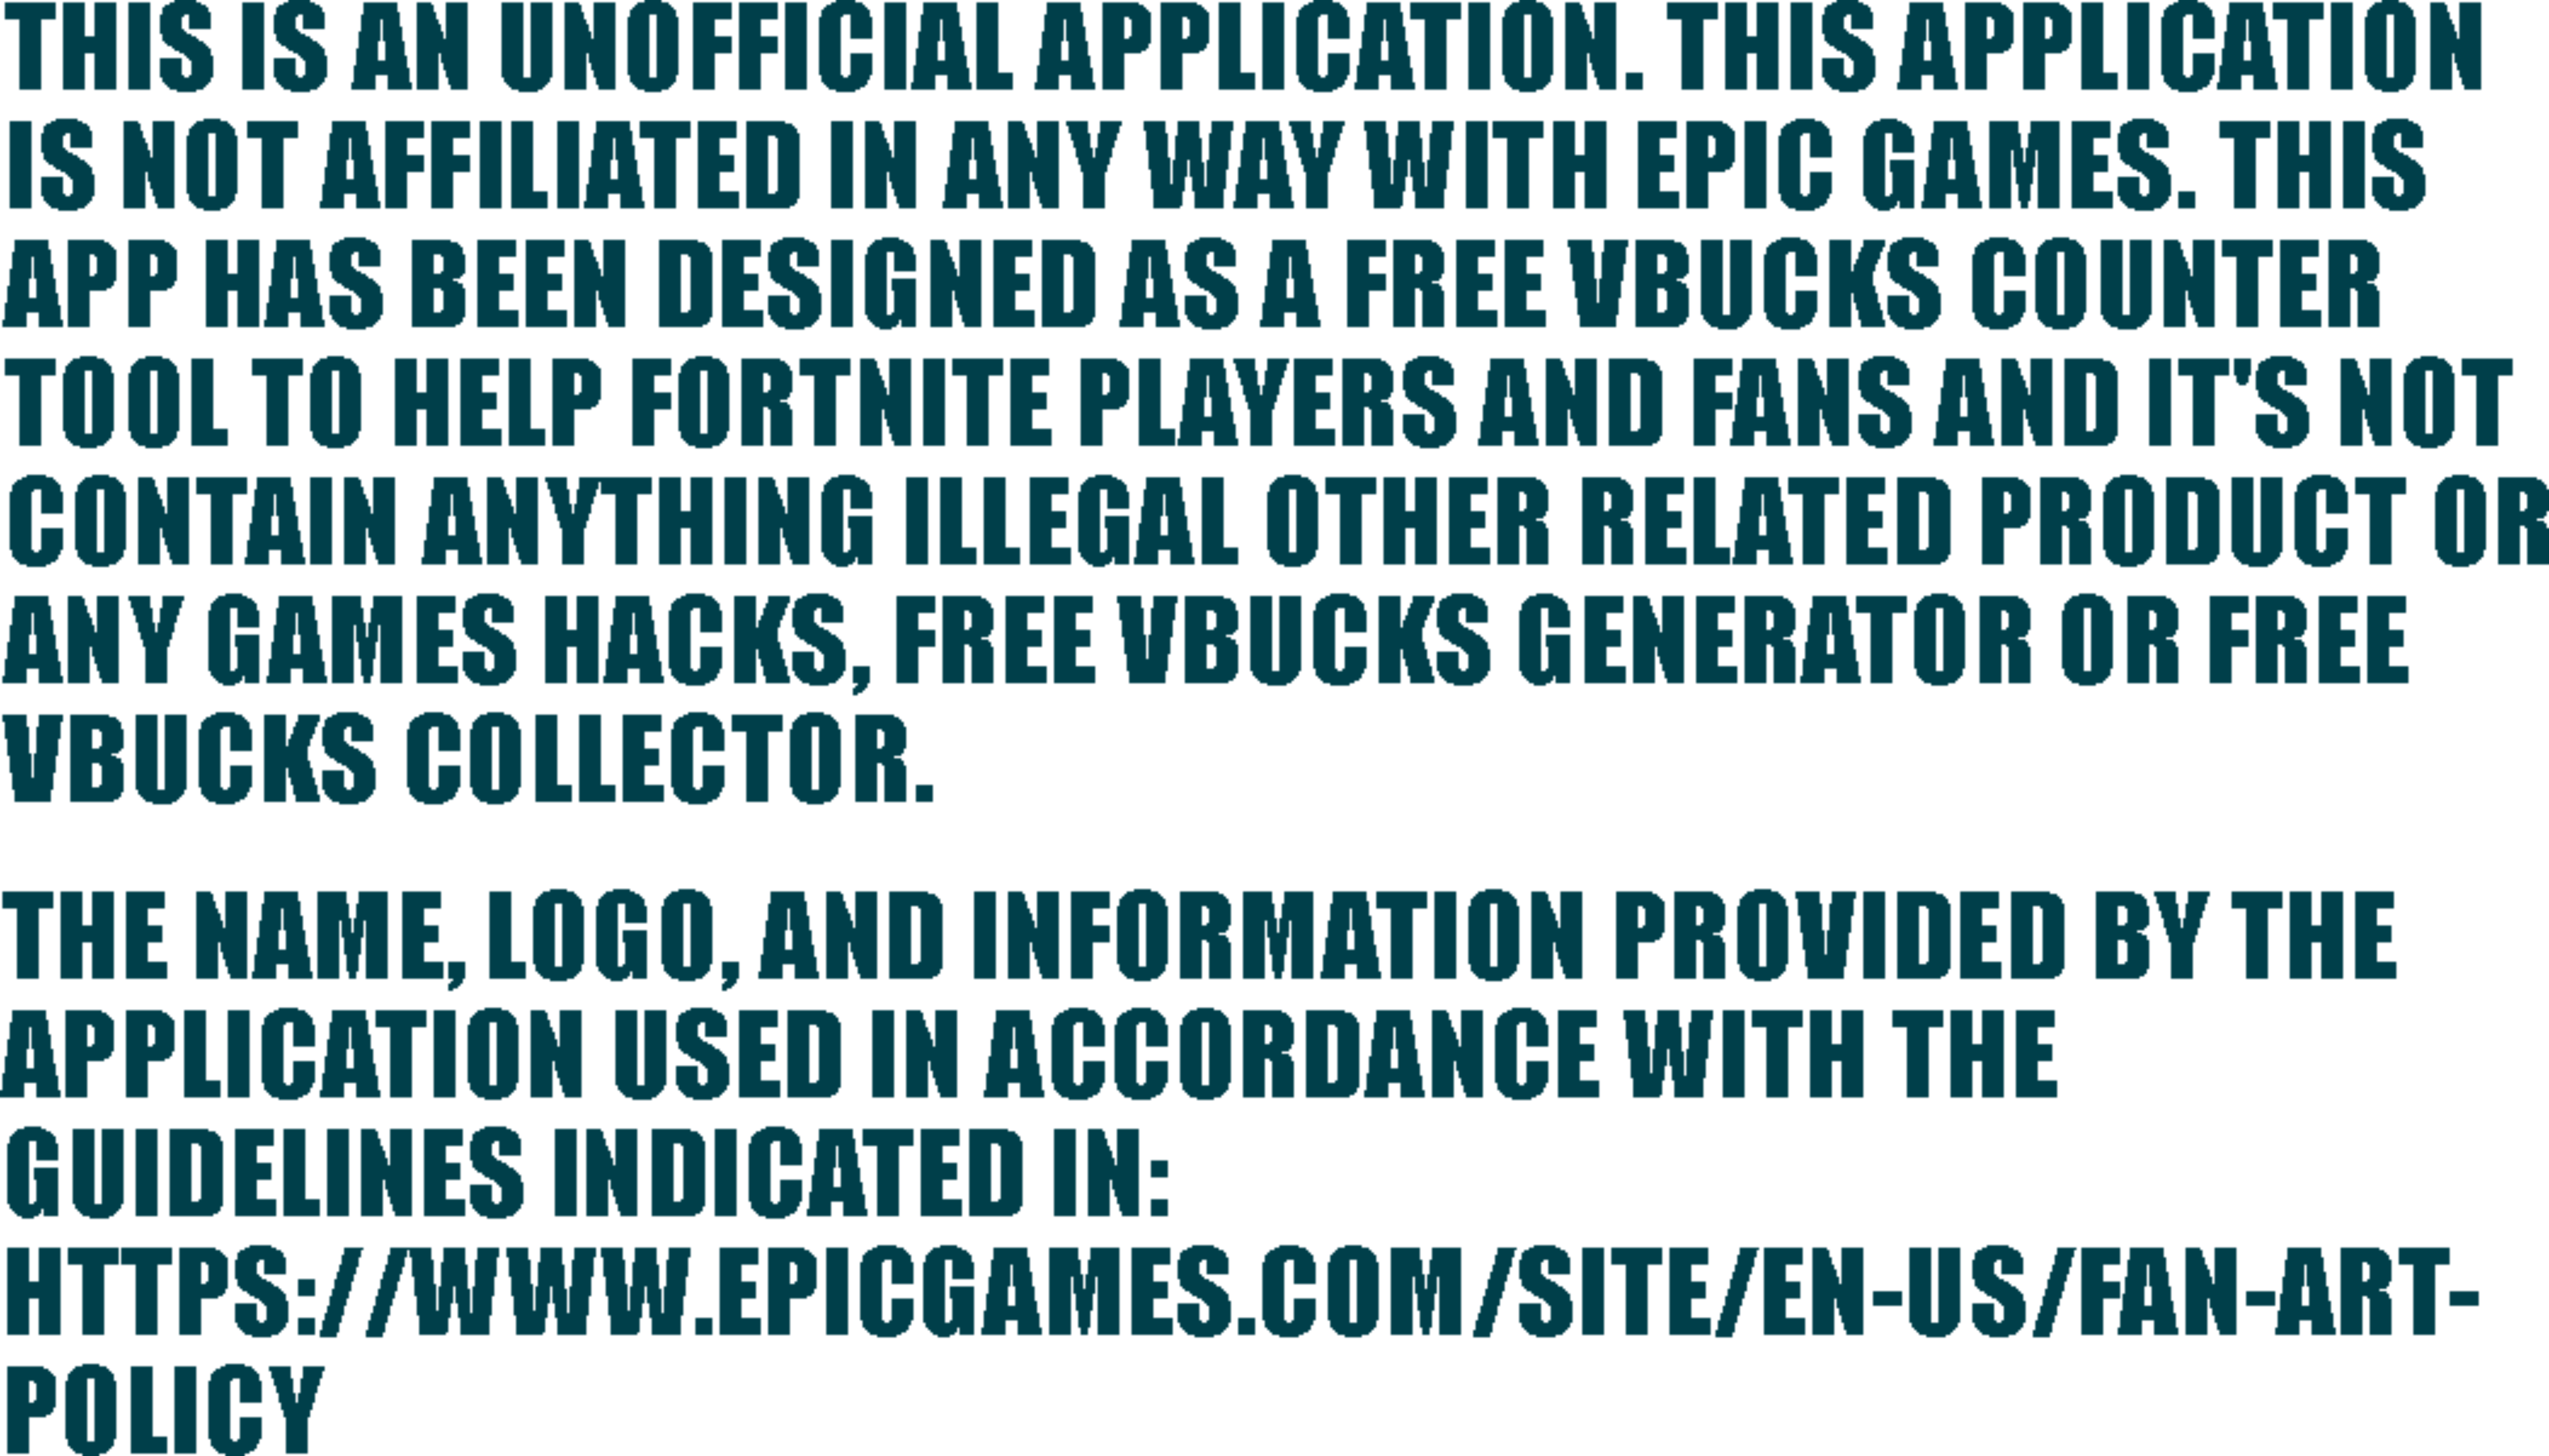 THIS IS AN UNOFFICIAL APPLICATION. THIS APPLICATION
IS NOT AFFILIATED IN ANY WAY WITH EPIC GAMES. THIS
APP HAS BEEN DESIGNED AS A FREE VBUCKS COUNTER
TOOL TO HELP FORTNITE PLAYERS AND FANS AND IT'S NOT
CONTAIN ANYTHING ILLEGAL OTHER RELATED PRODUCT OR
ANY GAMES HACKS, FREE VBUCKS GENERATOR OR FREE
VBUCKS COLLECTOR.
THE NAME, LOGO, AND INFORMATION PROVIDED BY THE
APPLICATION USED IN ACCORDANCE WITH THE
GUIDELINES INDICATED IN:
HTTPS://WWW.EPICGAMES.COM/SITE/EN-US/FAN-ART-
POLICY